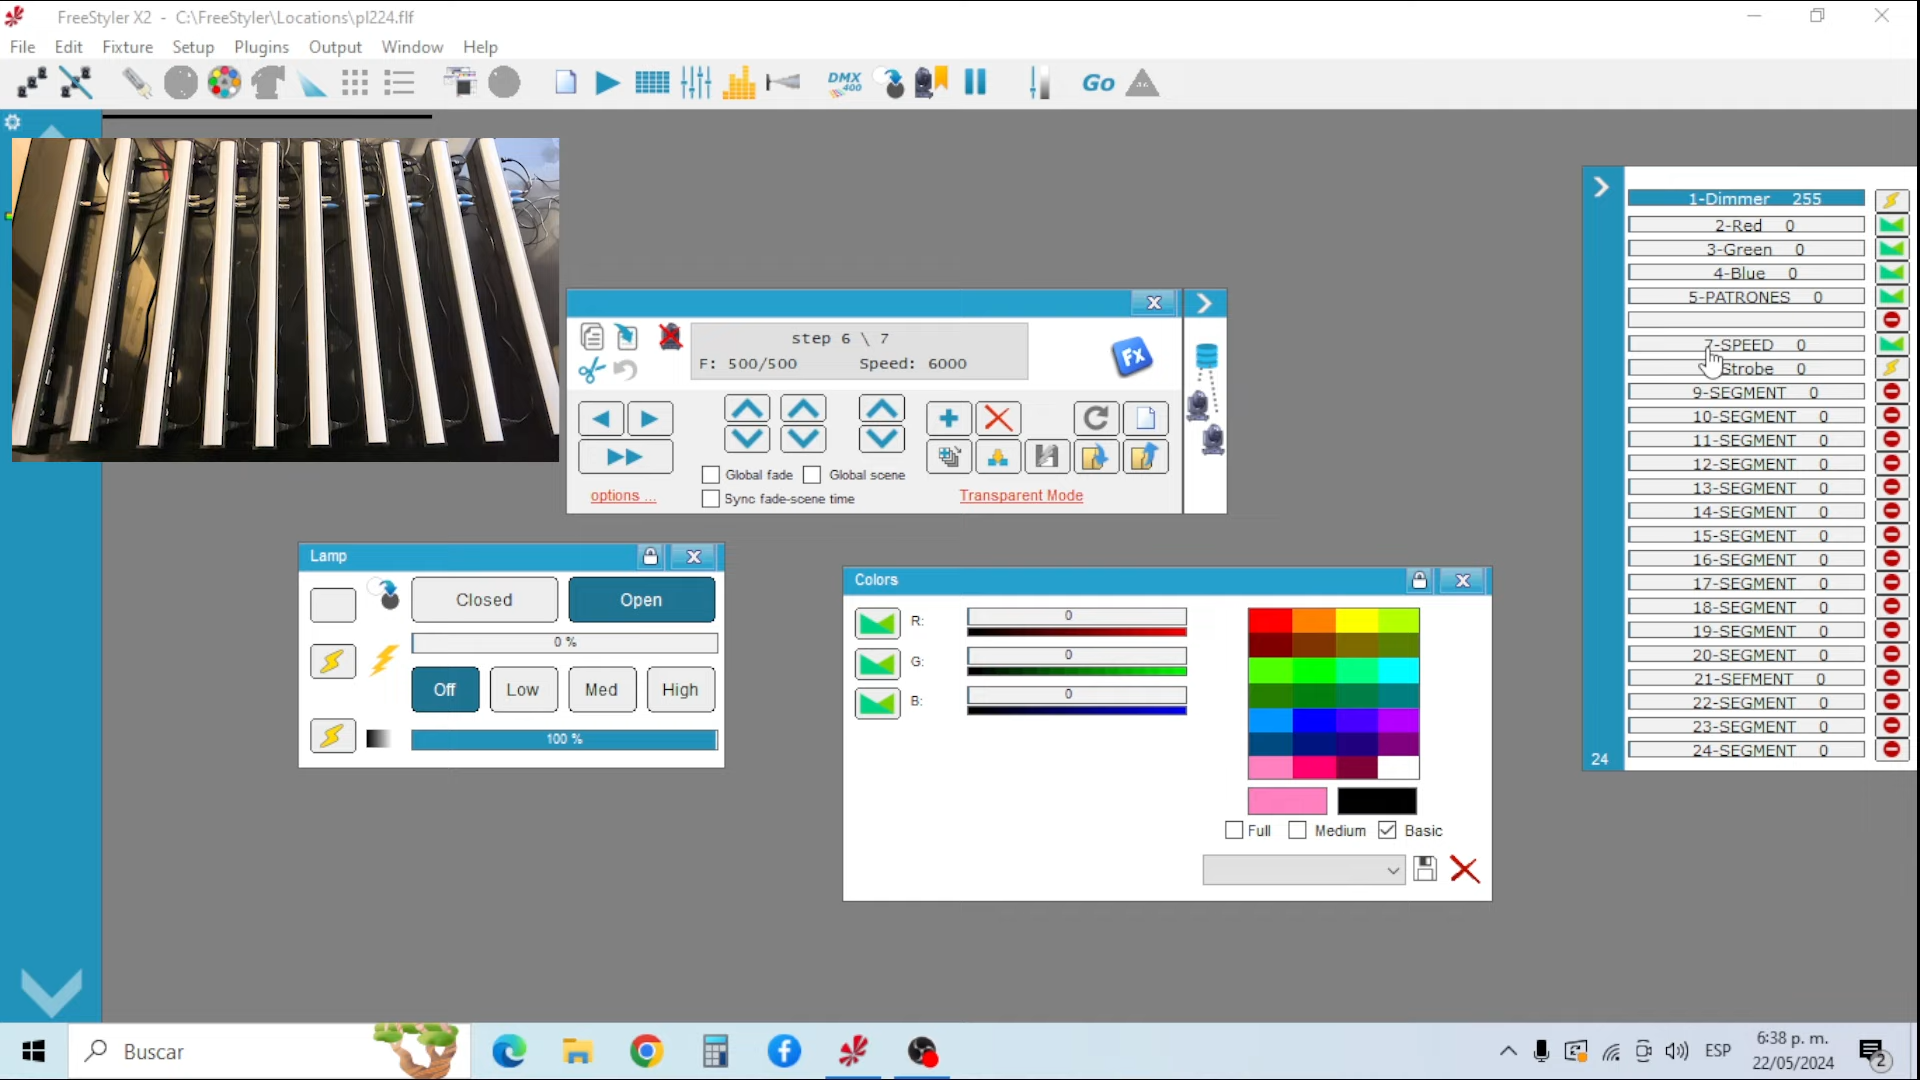 FreeStyler X2 - C:\FreeStyler\Locations\pl224.flf
File Edit Fixture Setup Plugins Output Window Help
DMX 400
Go
step 6 \ 7
F: 500/500 Speed: 6000
Fx
Global fade Global scene
options ...
Sync fade-scene time
Transparent Mode
Lamp
Closed Open
0 %
Off Low Med High
100 %
Colors
R: 0
G: 0
B: 0
Full Medium Basic
1-Dimmer 255
2-Red 0
3-Green 0
4-Blue 0
5-PATRONES 0
7-SPEED 0
Strobe 0
9-SEGMENT 0
10-SEGMENT 0
11-SEGMENT 0
12-SEGMENT 0
13-SEGMENT 0
14-SEGMENT 0
15-SEGMENT 0
16-SEGMENT 0
17-SEGMENT 0
18-SEGMENT 0
19-SEGMENT 0
20-SEGMENT 0
21-SEFMENT 0
22-SEGMENT 0
23-SEGMENT 0
24-SEGMENT 0
24
Buscar
ESP
6:38 p. m.
22/05/2024
2